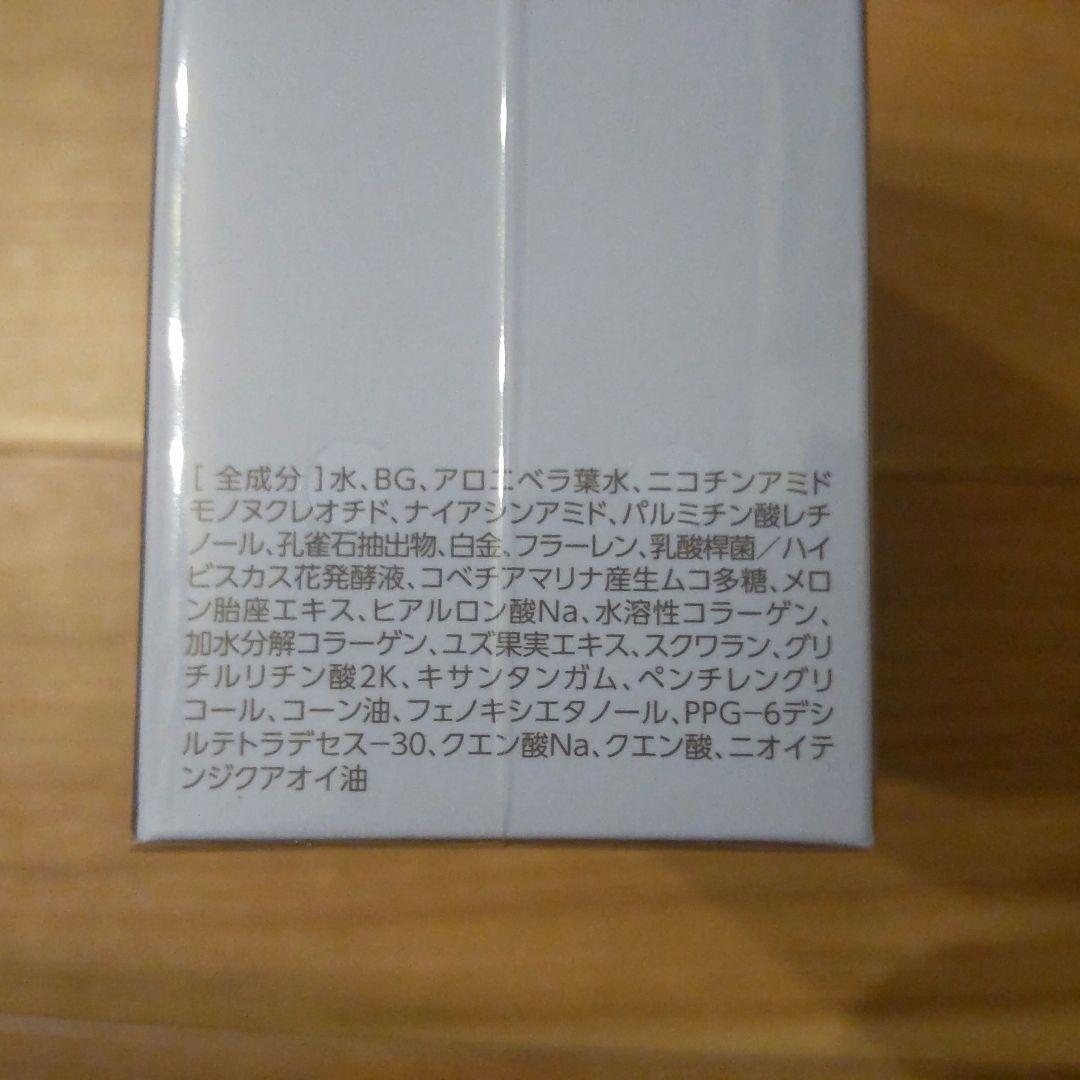 [ 全成分 ]水、BG、アロエベラ葉水、ニコチンアミド
モノヌクレオチド、ナイアシンアミド、パルミチン酸レチ
ノール、孔雀石抽出物、白金、フラーレン、乳酸桿菌／ハイ
ビスカス花発酵液、コベチアマリナ産生ムコ多糖、メロ
ン胎座エキス、ヒアルロン酸Na、水溶性コラーゲン、
加水分解コラーゲン、ユズ果実エキス、スクワラン、グリ
チルリチン酸2K、キサンタンガム、ペンチレングリ
コール、コーン油、フェノキシエタノール、PPG−6デシ
ルテトラデセス−30、クエン酸Na、クエン酸、ニオイテ
ンジクアオイ油